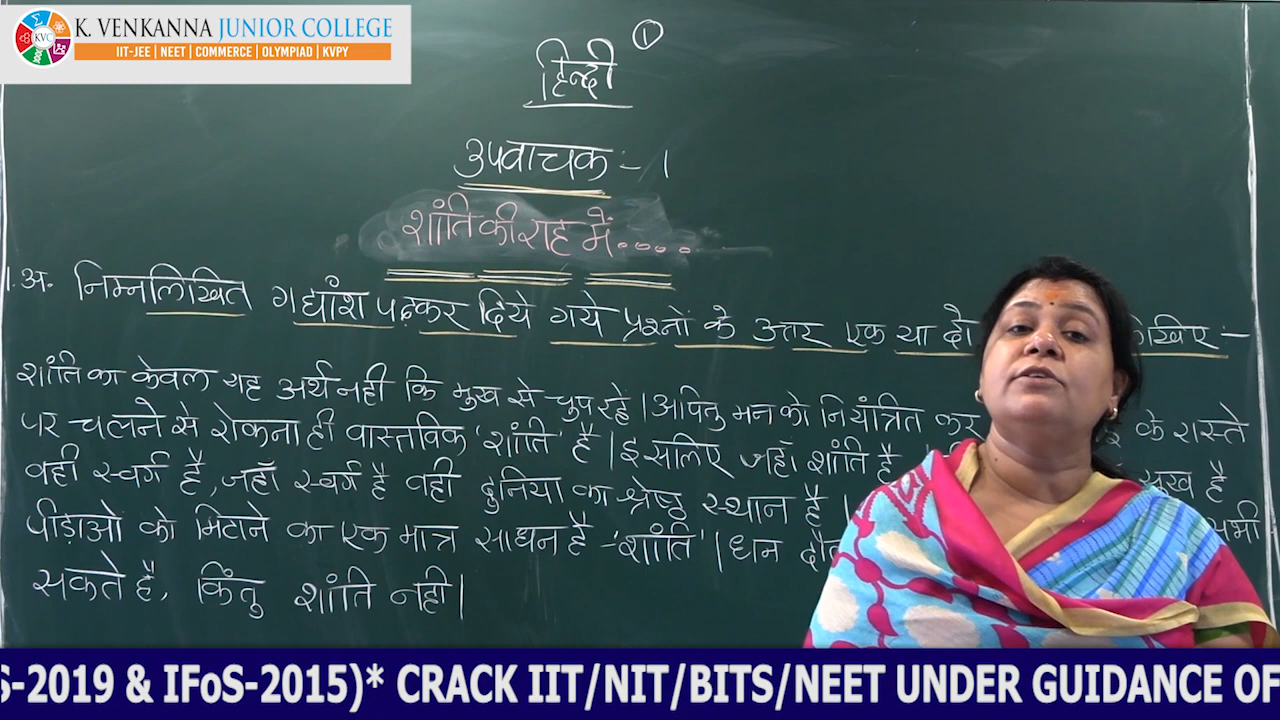 K. VENKANNA JUNIOR COLLEGE
KVC
IIT-JEE | NEET | COMMERCE | OLYMPIAD | KVPY
1
हिन्दी
उपवाचक :- 1
शांति की राह में....
1. अ. निम्नलिखित गद्यांश पढ़कर दिये गये प्रश्नों के उत्तर एक या दो :-
शांति का केवल यह अर्थ नही कि मुख से चुप रहें। अपितु मन को नियंत्रित कर के रास्ते
पर चलने से रोकना ही वास्तविक 'शांति' है। इसलिए जहाँ शांति है सुख है
वही स्वर्ग है, जहाँ स्वर्ग है वही दुनिया का श्रेष्ठ स्थान है। सभी
पीड़ाओं को मिटाने का एक मात्र साधन है - 'शांति'। धन
सकते है, किंतु शांति नही।
S-2019 & IFoS-2015)* CRACK IIT/NIT/BITS/NEET UNDER GUIDANCE OF